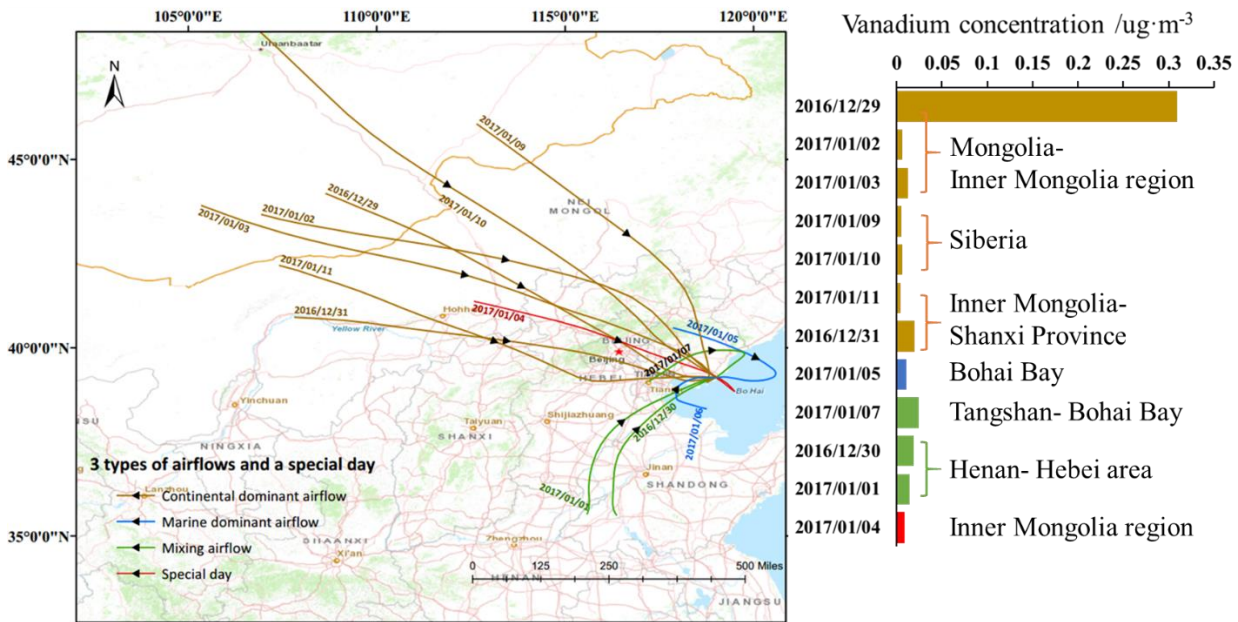 105°0'0"E
110°0'0"E
115°0'0"E
120°0'0"E
45°0'0"N
40°0'0"N
35°0'0"N
N
Ulaanbaatar
2017/01/09
2016/12/29
2017/01/10
2017/01/02
2017/01/03
NEI
MONGOL
2017/01/11
2016/12/31
Yellow River
2017/01/04
2017/01/05
Beijing
2017/01/07
HEBEI
Bo Hai
Yinchuan
Taiyuan
Shijiazhuang
2016/12/30
2017/01/06
NINGXIA
SHANXI
Jinan
SHANDONG
2017/01/01
Lanzhou
3 types of airflows and a special day
Continental dominant airflow
Marine dominant airflow
Mixing airflow
Special day
Xi'an
Zhengzhou
HENAN
JIANGSU
0 125 250 500 Miles
Vanadium concentration /ug·m⁻³
0 0.05 0.1 0.15 0.2 0.25 0.3 0.35
2016/12/29
2017/01/02
2017/01/03
Mongolia-
Inner Mongolia region
2017/01/09
2017/01/10
Siberia
2017/01/11
2016/12/31
Inner Mongolia-
Shanxi Province
2017/01/05 Bohai Bay
2017/01/07 Tangshan- Bohai Bay
2016/12/30
2017/01/01
Henan- Hebei area
2017/01/04 Inner Mongolia region